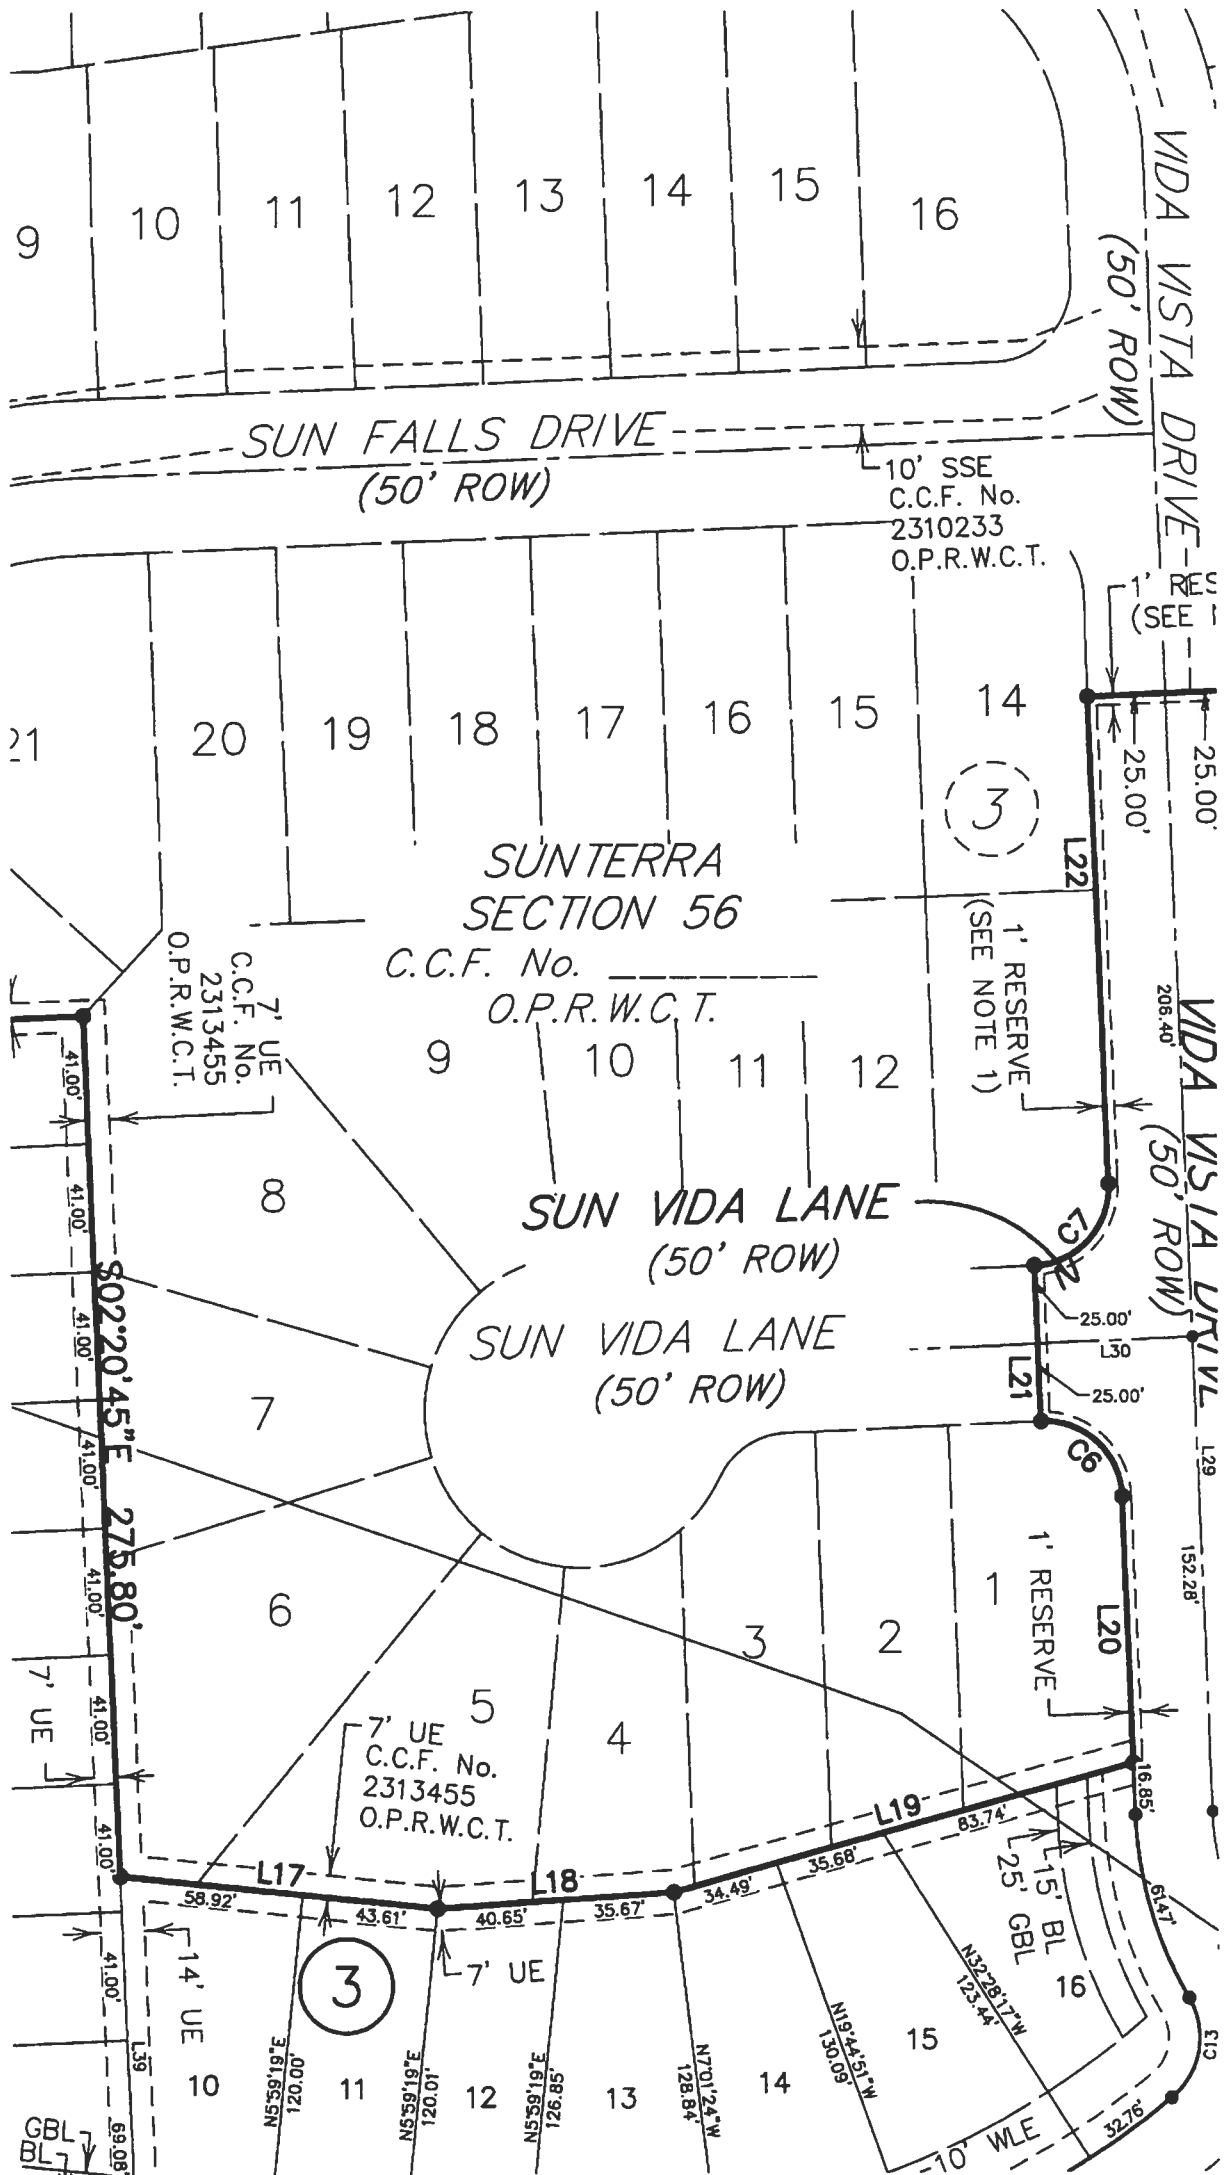 9
10
11
12
13
14
15
16
VIDA VISTA DRIVE
(50' ROW)
SUN FALLS DRIVE
(50' ROW)
10' SSE
C.C.F. No.
2310233
O.P.R.W.C.T.
1' RES
(SEE
21
20
19
18
17
16
15
14
3
25.00'
25.00'
L22
SUNTERRA
SECTION 56
C.C.F. No.
O.P.R.W.C.T.
1' RESERVE
(SEE NOTE 1)
206.40'
VIDA VISTA DRIVE
(50' ROW)
7' UE
C.C.F. No.
2313455
O.P.R.W.C.T.
9
10
11
12
8
SUN VIDA LANE
(50' ROW)
C7
SUN VIDA LANE
(50' ROW)
25.00'
L30
L21
25.00'
C6
L29
S02°20'45"E 275.80'
41.00'
41.00'
41.00'
41.00'
41.00'
41.00'
41.00'
41.00'
7
6
5
4
3
2
1
1' RESERVE
L20
152.28'
7' UE
7' UE
C.C.F. No.
2313455
O.P.R.W.C.T.
L17
L18
L19
58.92'
43.61'
40.65'
35.67'
34.49'
35.68'
83.74'
16.85'
61.47'
15' BL
25' GBL
3
7' UE
14' UE
L39
69.08'
10
11
12
13
14
15
16
N5°59'19"E
120.00'
N5°59'19"E
120.01'
N5°59'19"E
126.85'
N7°01'24"W
128.84'
N19°44'51"W
130.09'
N32°28'17"W
123.44'
C13
32.76'
10' WLE
GBL
BL